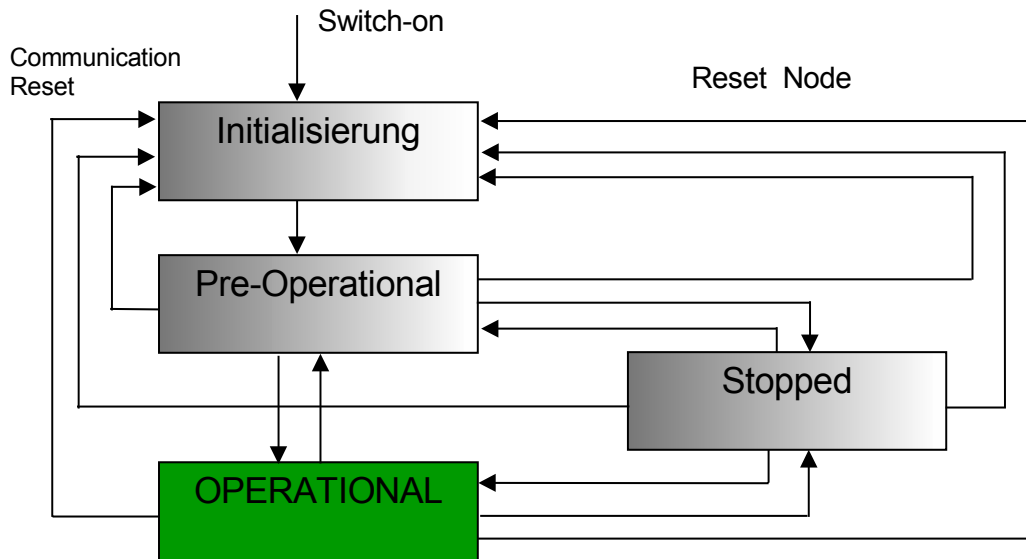 Switch-on
Communication
Reset
Reset Node
Initialisierung
Pre-Operational
Stopped
OPERATIONAL